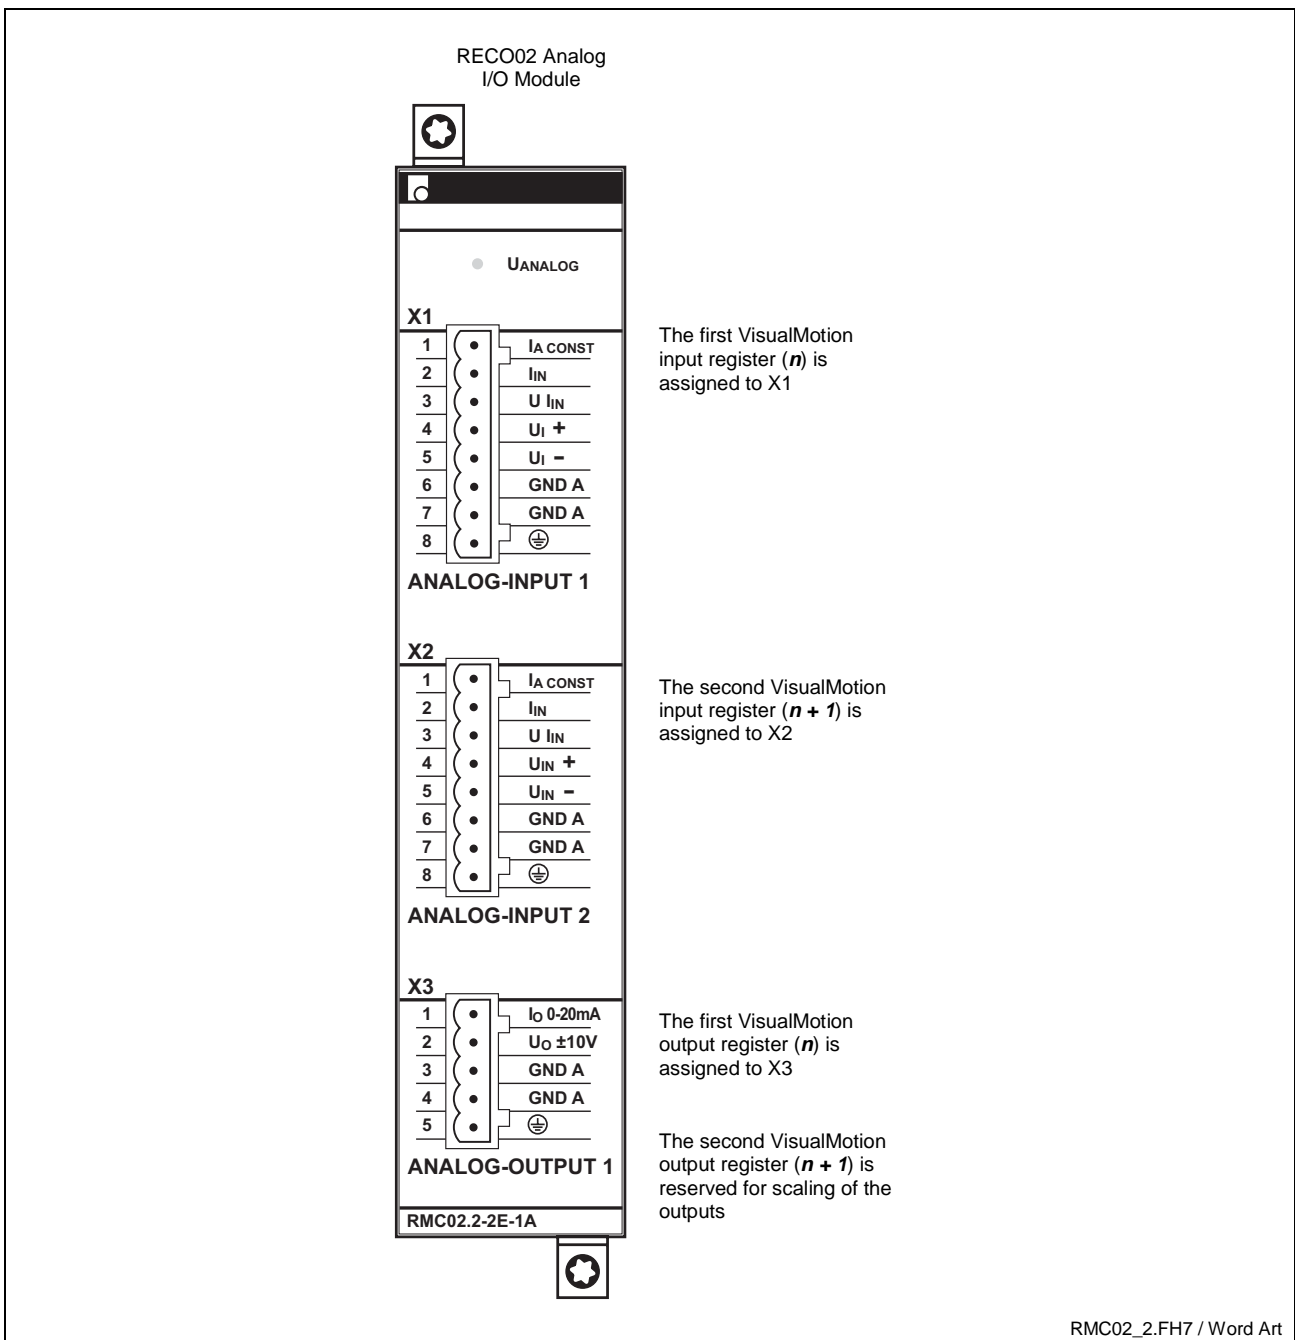 RECO02 Analog
I/O Module
UANALOG
X1
1 IA CONST
2 IIN
3 U IIN
4 UI +
5 UI –
6 GND A
7 GND A
8
ANALOG-INPUT 1
The first VisualMotion
input register (n) is
assigned to X1
X2
1 IA CONST
2 IIN
3 U IIN
4 UIN +
5 UIN –
6 GND A
7 GND A
8
ANALOG-INPUT 2
The second VisualMotion
input register (n + 1) is
assigned to X2
X3
1 IO 0-20mA
2 UO ±10V
3 GND A
4 GND A
5
ANALOG-OUTPUT 1
The first VisualMotion
output register (n) is
assigned to X3
The second VisualMotion
output register (n + 1) is
reserved for scaling of the
outputs
RMC02.2-2E-1A
RMC02_2.FH7 / Word Art